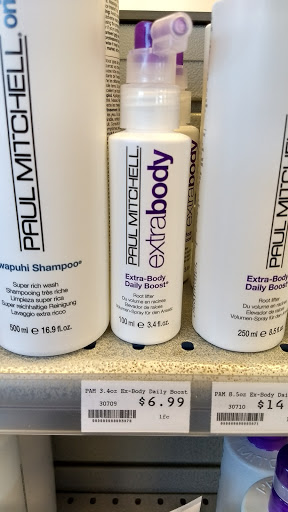 PAUL MITCHELL
on
wapuhi Shampoo®
Super rich wash
Shampooing très riche
Limpieza super rica
Super reichhaltige Reinigung
Lavaggio extra ricco
500 ml e 16.9 fl. oz.
PAUL MITCHELL
extrabody
Extra-Body
Daily Boost®
Root lifter
Du volume en racines
Elevador de raíces
Volumen-Spray für den Ansatz
100 ml e 3.4 fl. oz.
PAUL MITCHELL
Extra-Body
Daily Boost
Root lifter
Du volume en racines
Elevador de raíces
Volumen-Spray für den
250 ml e 8.5 fl.
PAM 3.4oz Ex-Body Daily Boost
30709 $6.99
PAM 8.5oz Ex-Body Daily
30710 $14